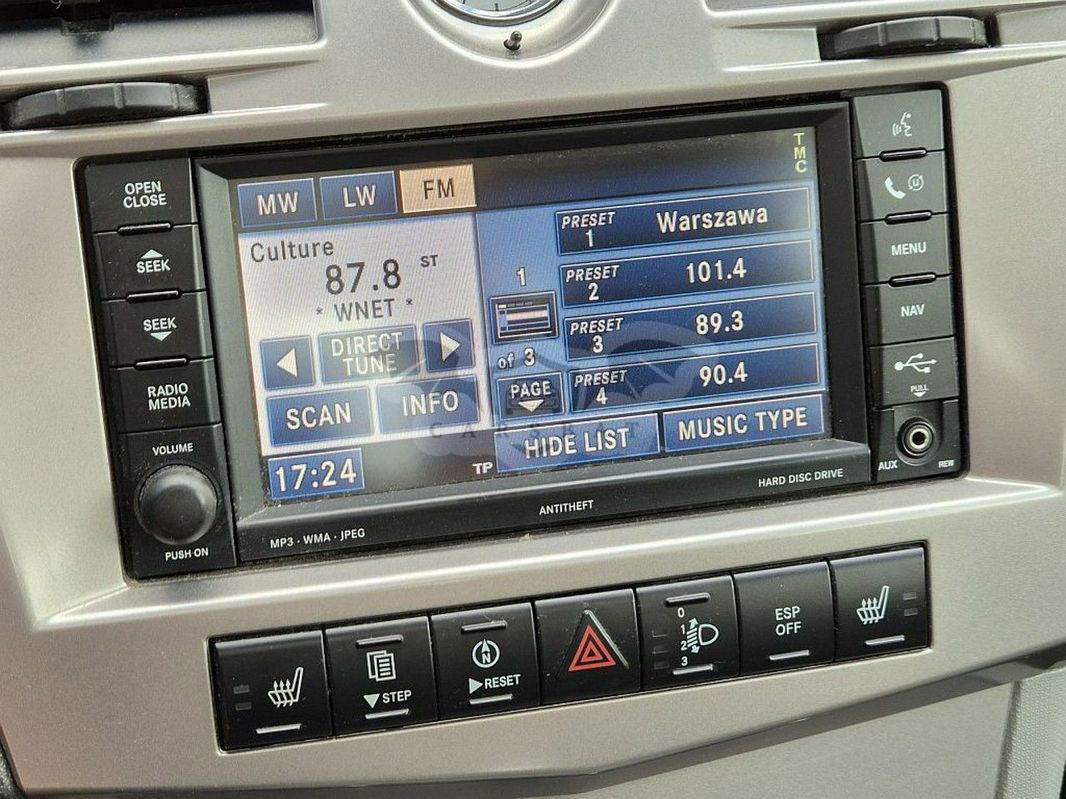 OPEN
CLOSE
SEEK
SEEK
RADIO
MEDIA
VOLUME
PUSH·ON
MW
LW
FM
TMC
Culture
87.8 ST
* WNET *
DIRECT
TUNE
SCAN
INFO
17:24
TP
1
of 3
PAGE
PRESET
1
Warszawa
PRESET
2
101.4
PRESET
3
89.3
PRESET
4
90.4
HIDE LIST
MUSIC TYPE
CARSBAT
MP3 · WMA · JPEG
ANTITHEFT
HARD DISC DRIVE
MENU
NAV
PULL
AUX
REW
STEP
N
RESET
0
1
2
3
ESP
OFF